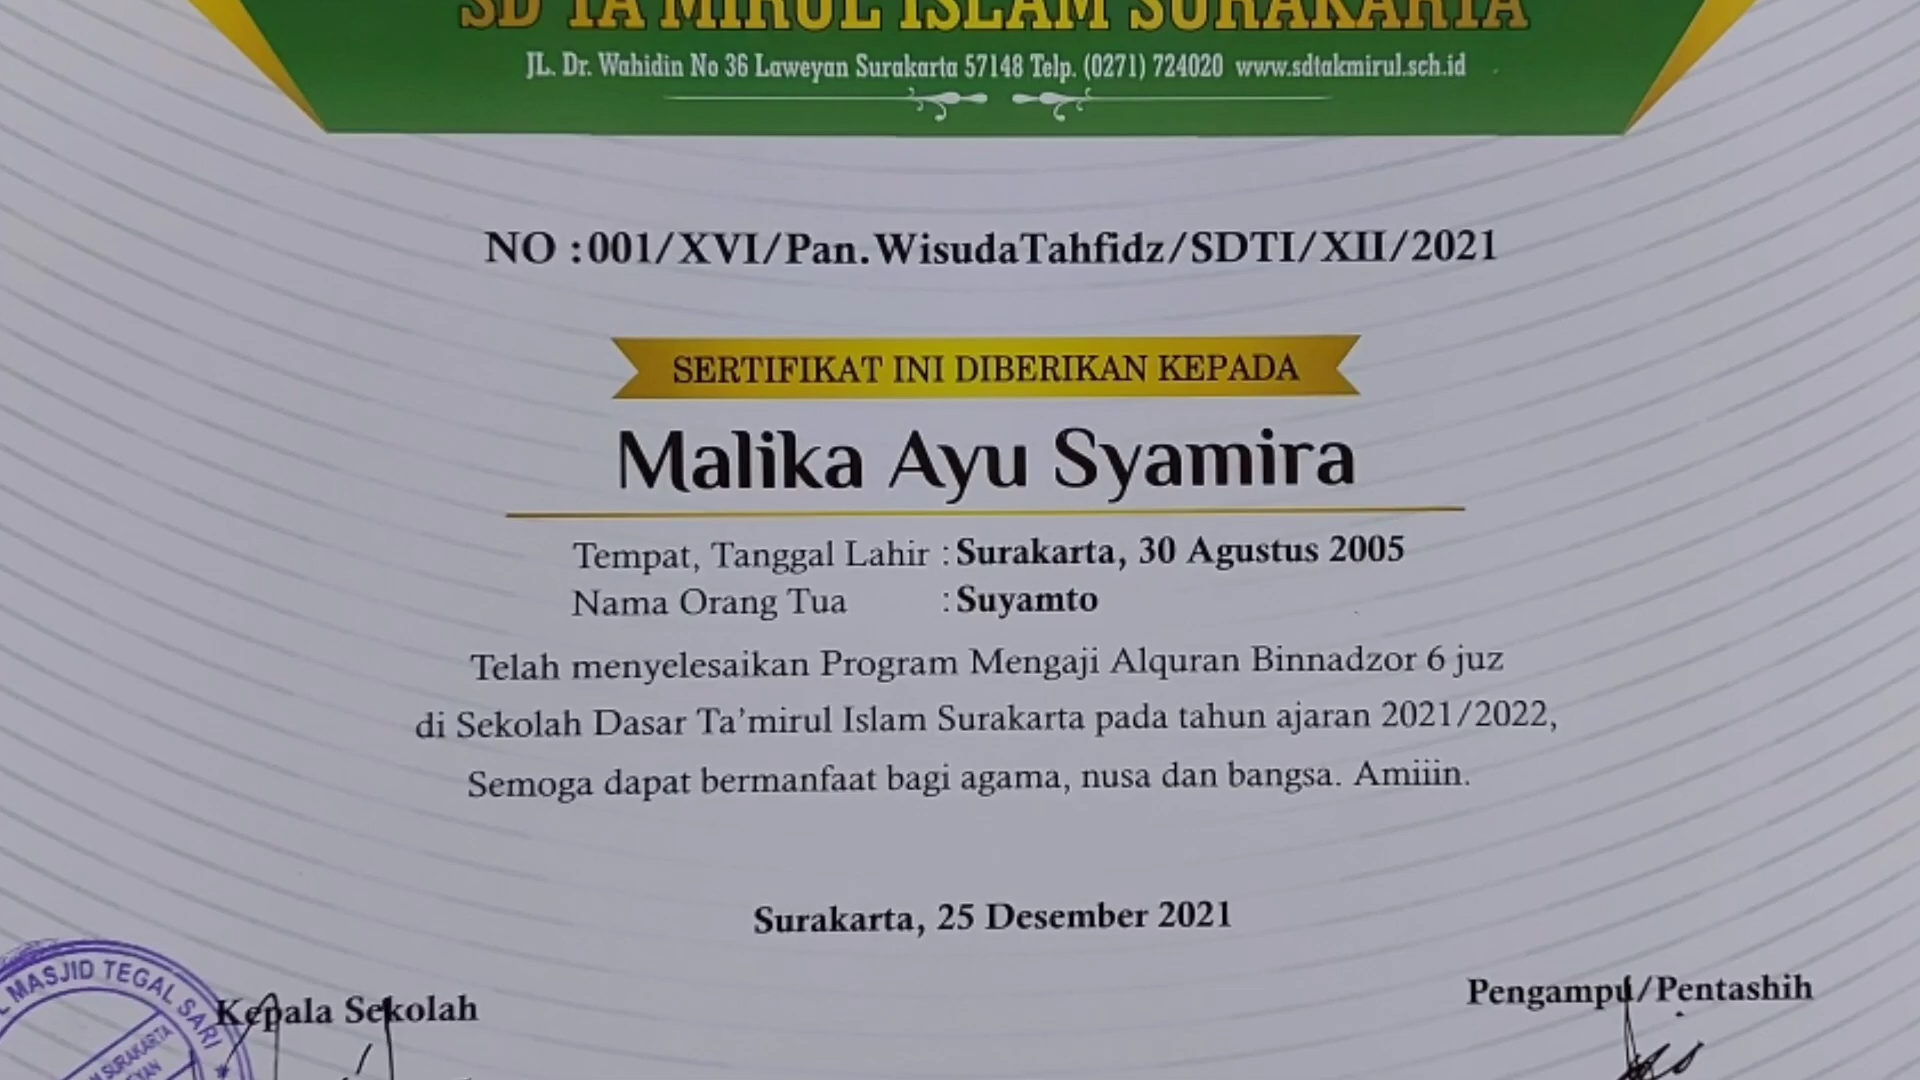 SD TA'MIRUL ISLAM SURAKARTA
JL. Dr. Wahidin No 36 Laweyan Surakarta 57148 Telp. (0271) 724020 www.sdtakmirul.sch.id
NO :001/XVI/Pan.WisudaTahfidz/SDTI/XII/2021
SERTIFIKAT INI DIBERIKAN KEPADA
Malika Ayu Syamira
Tempat, Tanggal Lahir : Surakarta, 30 Agustus 2005
Nama Orang Tua : Suyamto
Telah menyelesaikan Program Mengaji Alquran Binnadzor 6 juz
di Sekolah Dasar Ta'mirul Islam Surakarta pada tahun ajaran 2021/2022,
Semoga dapat bermanfaat bagi agama, nusa dan bangsa. Amiiin.
Surakarta, 25 Desember 2021
Kepala Sekolah
Pengampu/Pentashih
MASJID TEGAL SARI
SURAKARTA